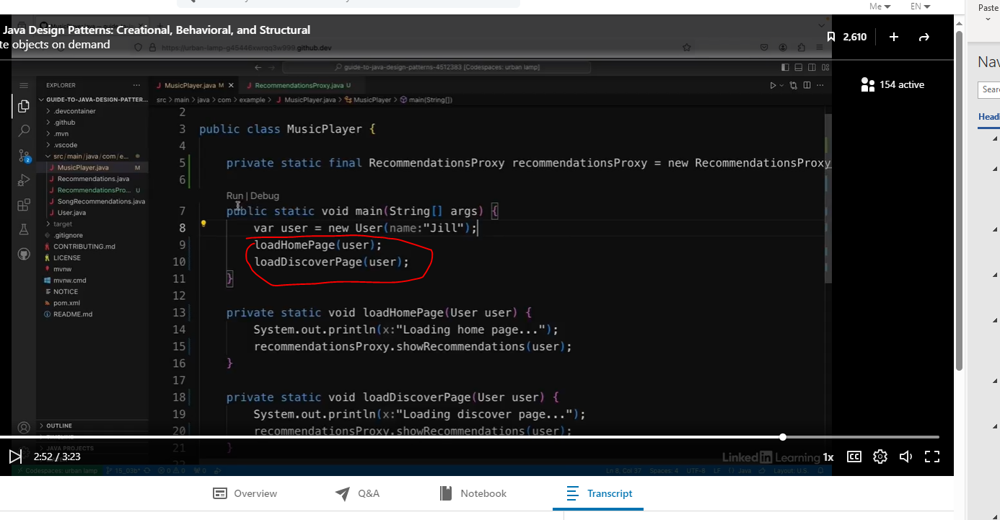 Me EN
Paste
Java Design Patterns: Creational, Behavioral, and Structural
te objects on demand
2,610
https://urban-lamp-g45446xwrqq3w999.github.dev
guide-to-java-design-patterns-4512383 [Codespaces: urban lamp]
Nav
Sear
Headi
154 active
EXPLORER ...
GUIDE-TO-JAVA-DESIGN-PATTER...
.devcontainer
.github
.mvn
.vscode
src/main/java/com/e...
MusicPlayer.java M
Recommendations.java
RecommendationsPro... U
SongRecommendations.java
User.java
target
.gitignore
CONTRIBUTING.md
LICENSE
mvnw
mvnw.cmd
NOTICE
pom.xml
README.md
OUTLINE
TIMELINE
JAVA PROJECTS
2
MusicPlayer.java M
RecommendationsProxy.java U
src > main > java > com > example > MusicPlayer.java > MusicPlayer > main(String[])
2
3 public class MusicPlayer {
4
5 private static final RecommendationsProxy recommendationsProxy = new RecommendationsProxy
6
Run | Debug
7 public static void main(String[] args) {
8 var user = new User(name:"Jill");
9 loadHomePage(user);
10 loadDiscoverPage(user);
11 }
12
13 private static void loadHomePage(User user) {
14 System.out.println(x:"Loading home page...");
15 recommendationsProxy.showRecommendations(user);
16 }
17
18 private static void loadDiscoverPage(User user) {
19 System.out.println(x:"Loading discover page...");
20 recommendationsProxy.showRecommendations(user);
21 }
22
2:52 / 3:23
LinkedIn Learning
1x
CC
Codespaces: urban lamp 15_03b* 0 0 0
Ln 8, Col 37 Spaces: 4 UTF-8 LF {} Java Layout: U.S.
Overview
Q&A
Notebook
Transcript